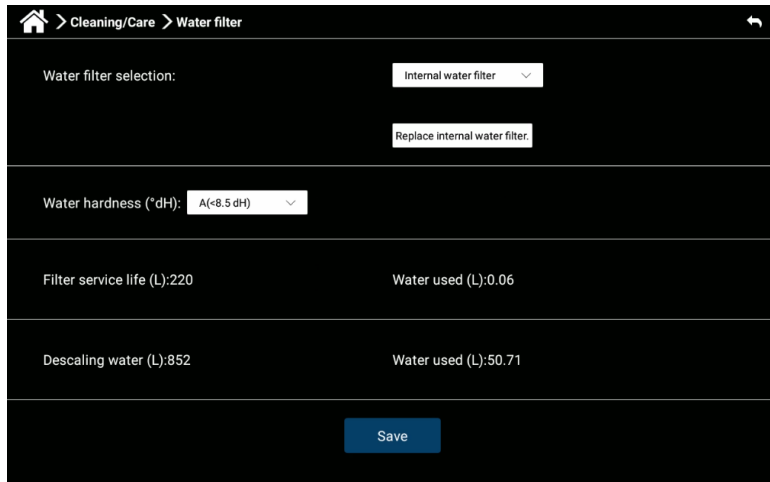 Cleaning/Care Water filter
Water filter selection: Internal water filter
Replace internal water filter.
Water hardness (°dH): A(<8.5 dH)
Filter service life (L):220 Water used (L):0.06
Descaling water (L):852 Water used (L):50.71
Save